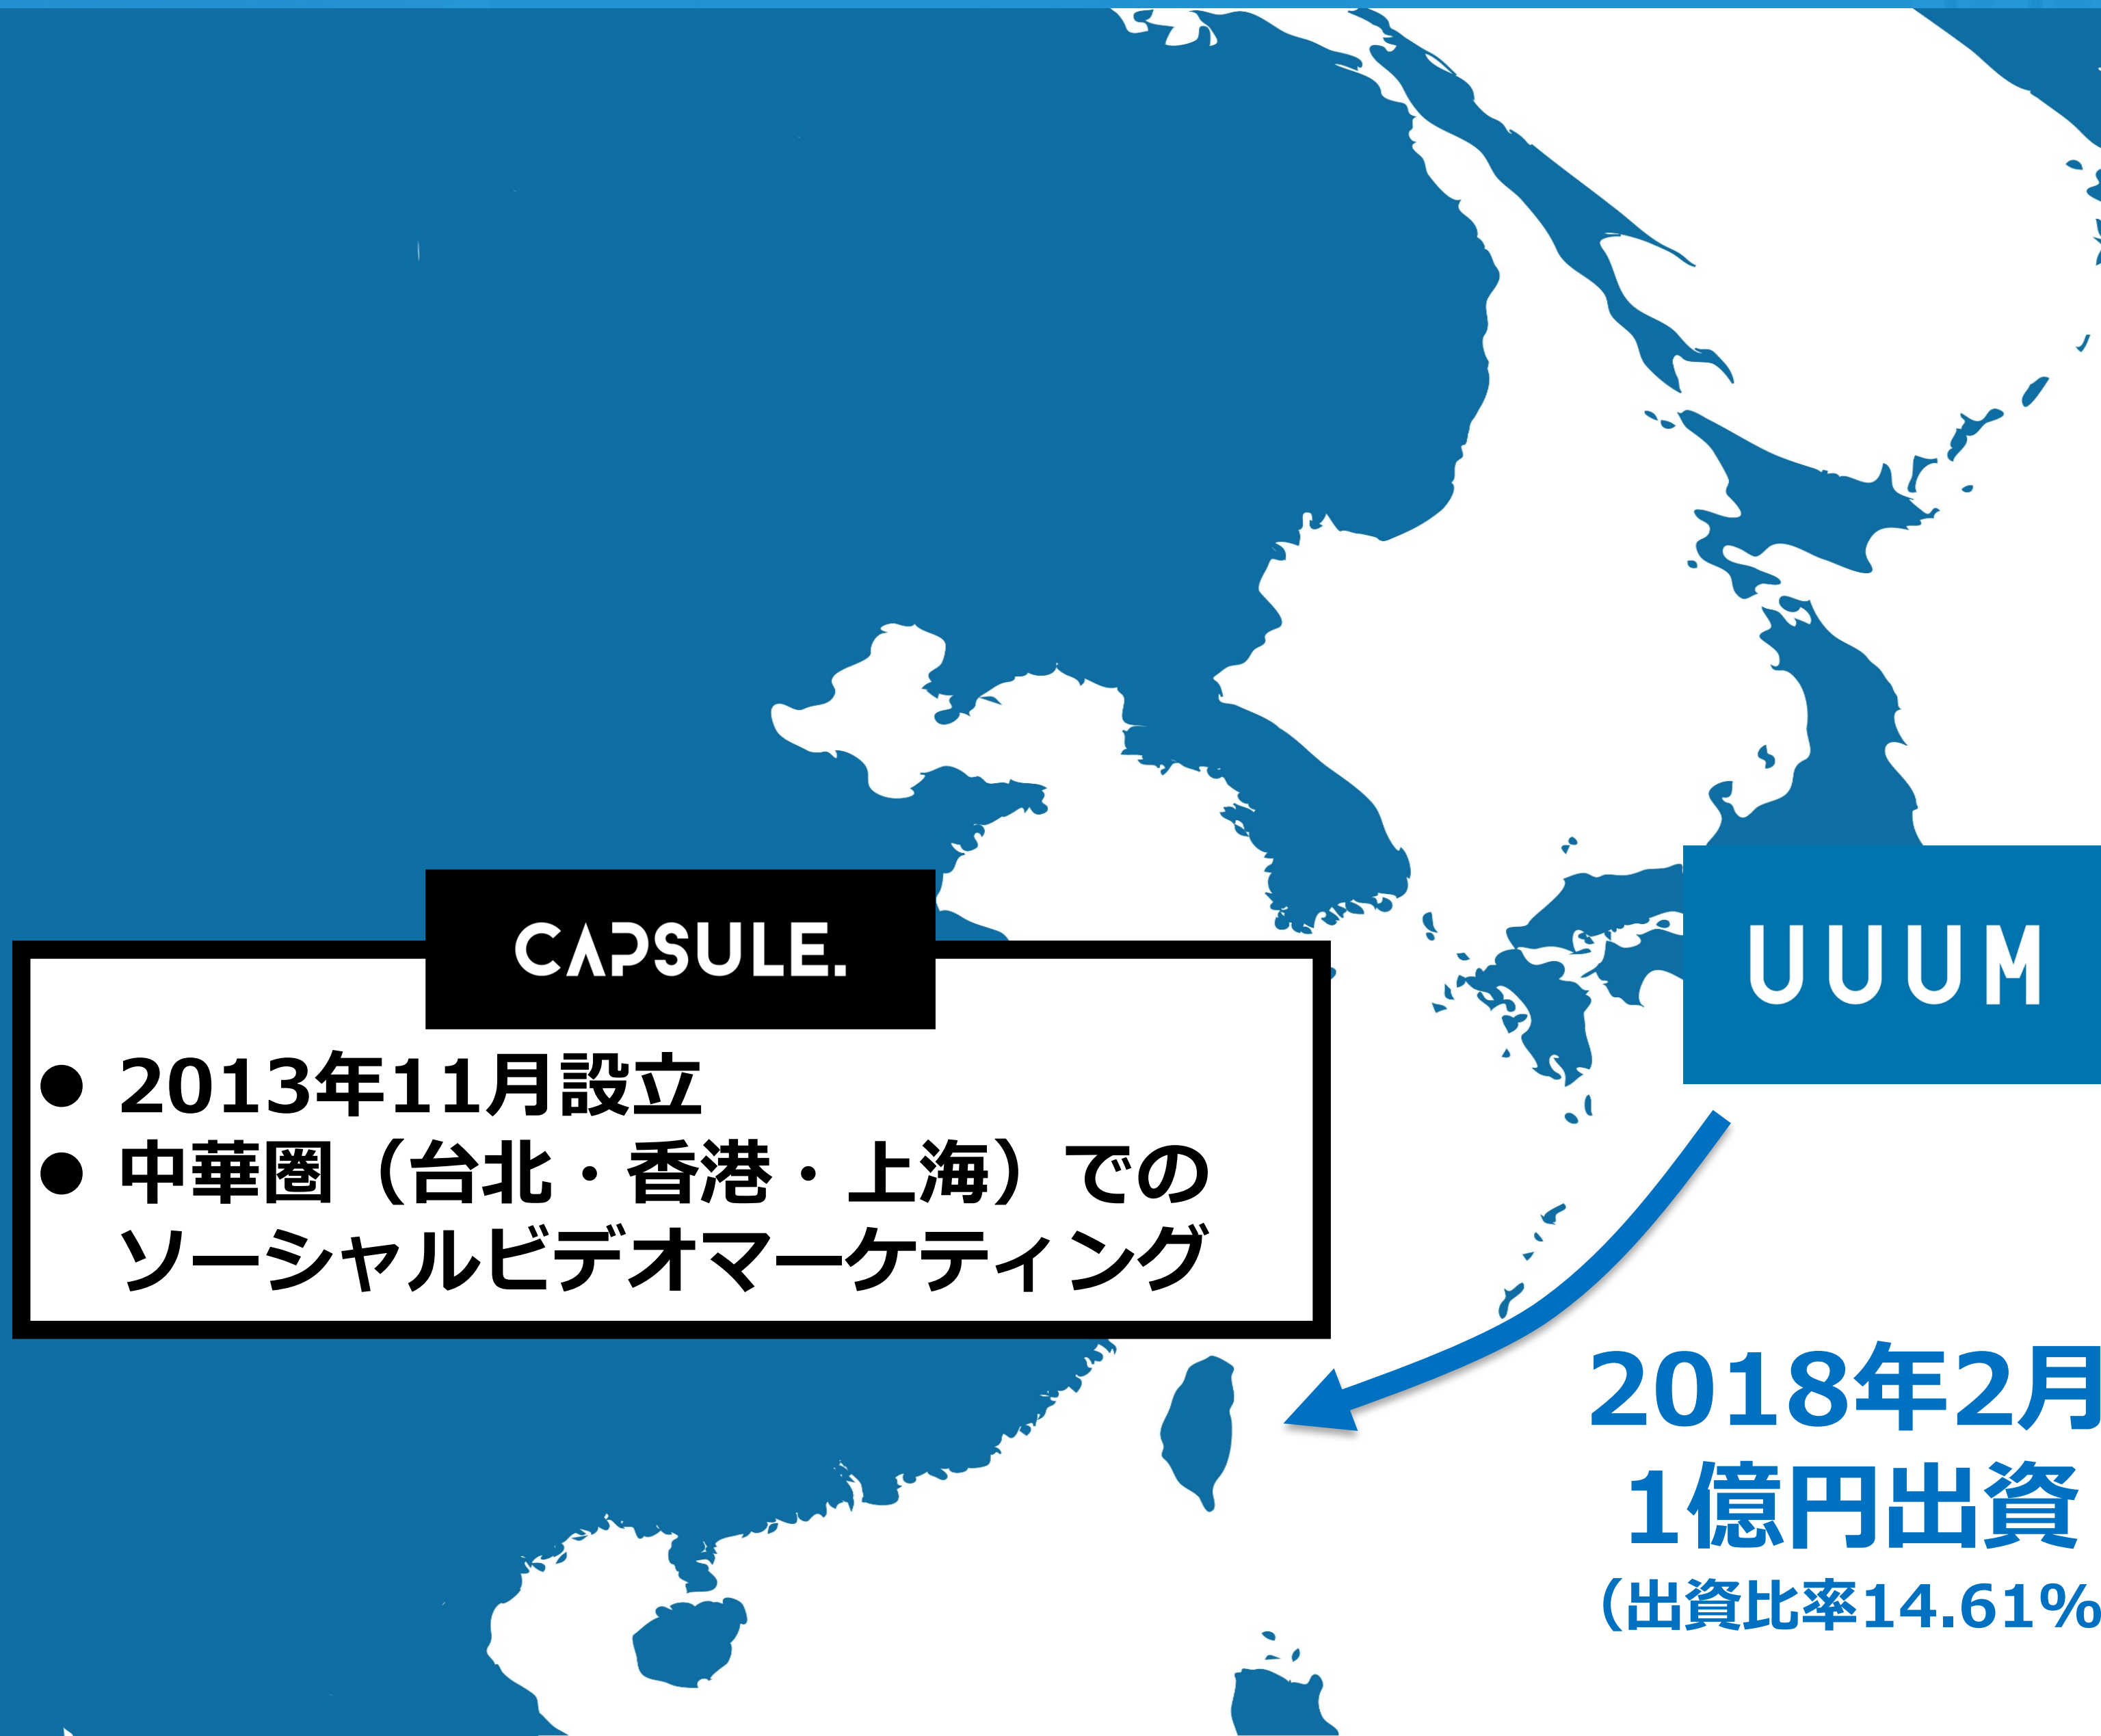 CAPSULE.
• 2013年11月設立
• 中華圏（台北・香港・上海）での
ソーシャルビデオマーケティング
UUUM
2018年2月
1億円出資
（出資比率14.61%